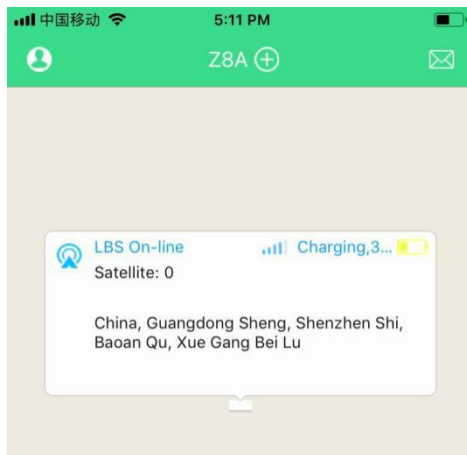 中国移动 5:11 PM
Z8A
LBS On-line Charging,3...
Satellite: 0
China, Guangdong Sheng, Shenzhen Shi,
Baoan Qu, Xue Gang Bei Lu